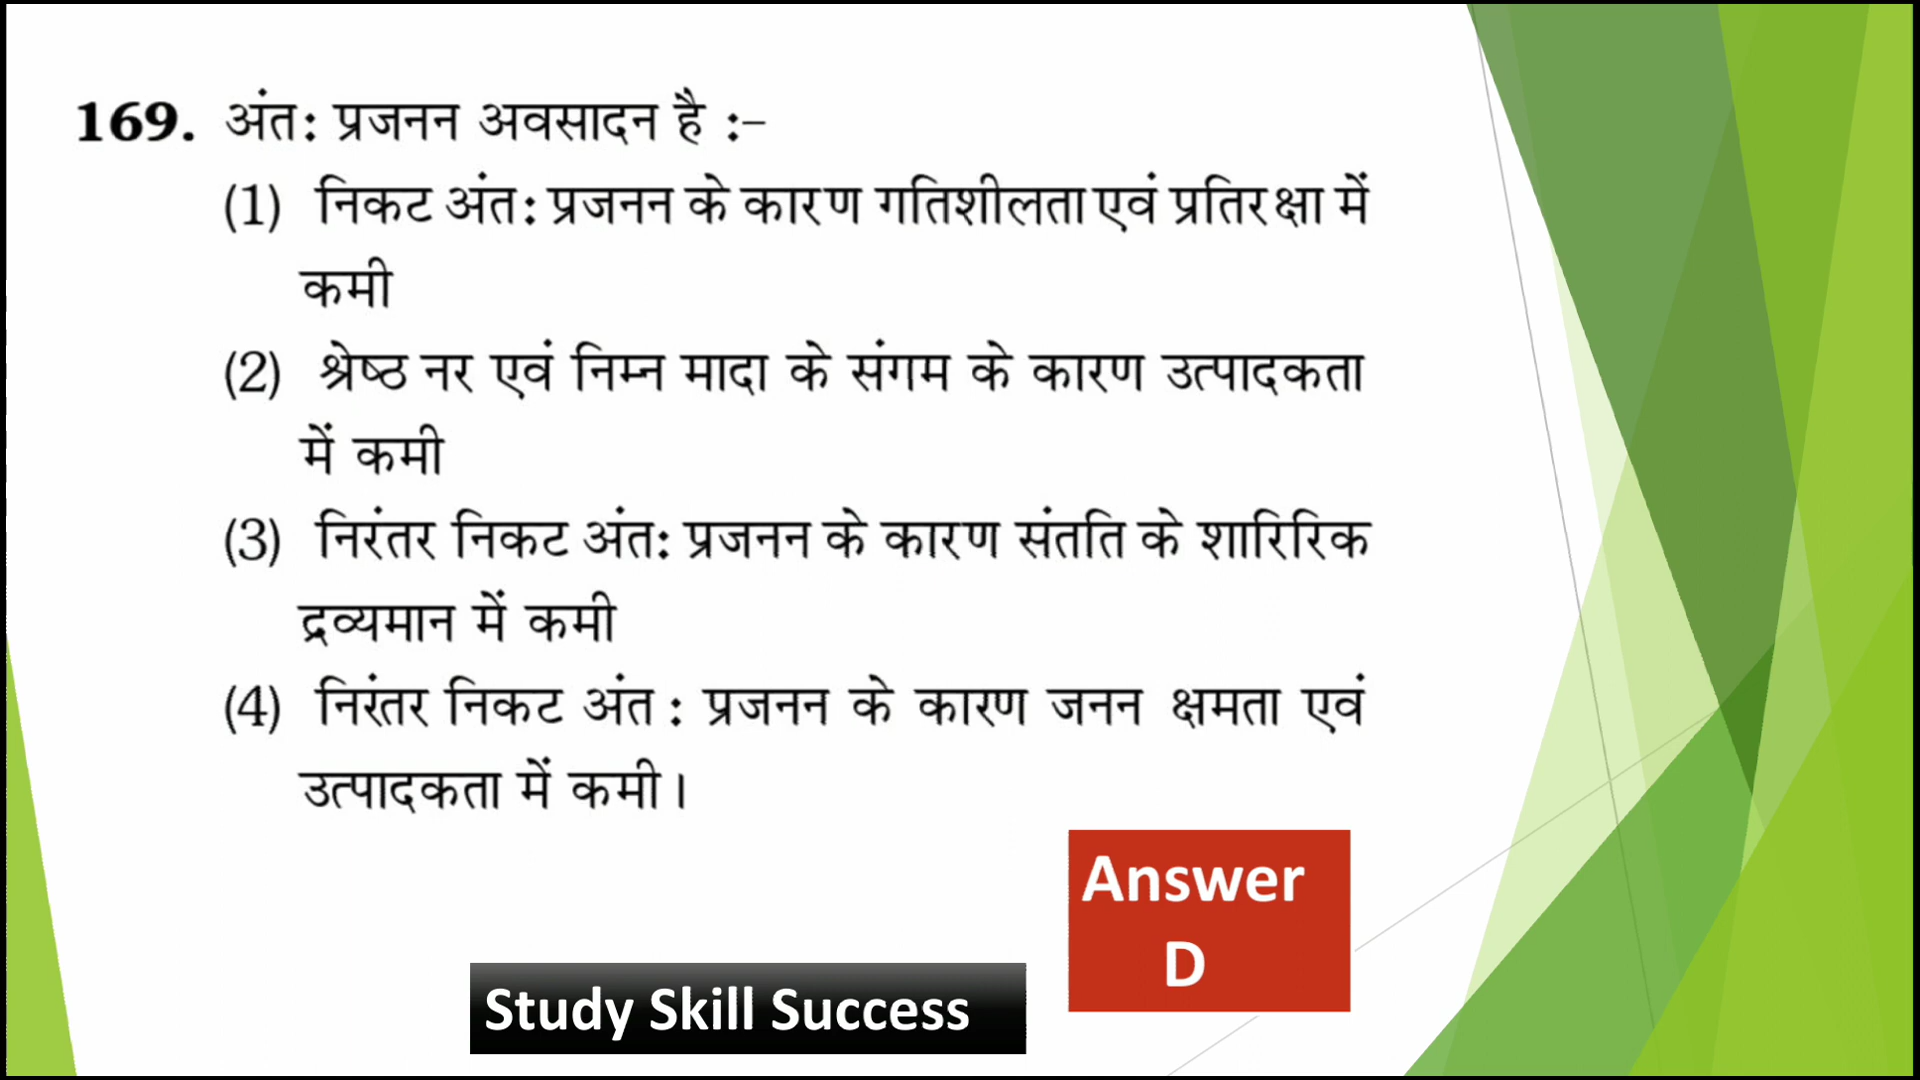 169. अंत: प्रजनन अवसादन है :–
(1) निकट अंत: प्रजनन के कारण गतिशीलता एवं प्रतिरक्षा में
कमी
(2) श्रेष्ठ नर एवं निम्न मादा के संगम के कारण उत्पादकता
में कमी
(3) निरंतर निकट अंत: प्रजनन के कारण संतति के शारिरिक
द्रव्यमान में कमी
(4) निरंतर निकट अंत : प्रजनन के कारण जनन क्षमता एवं
उत्पादकता में कमी।
Answer
D
Study Skill Success